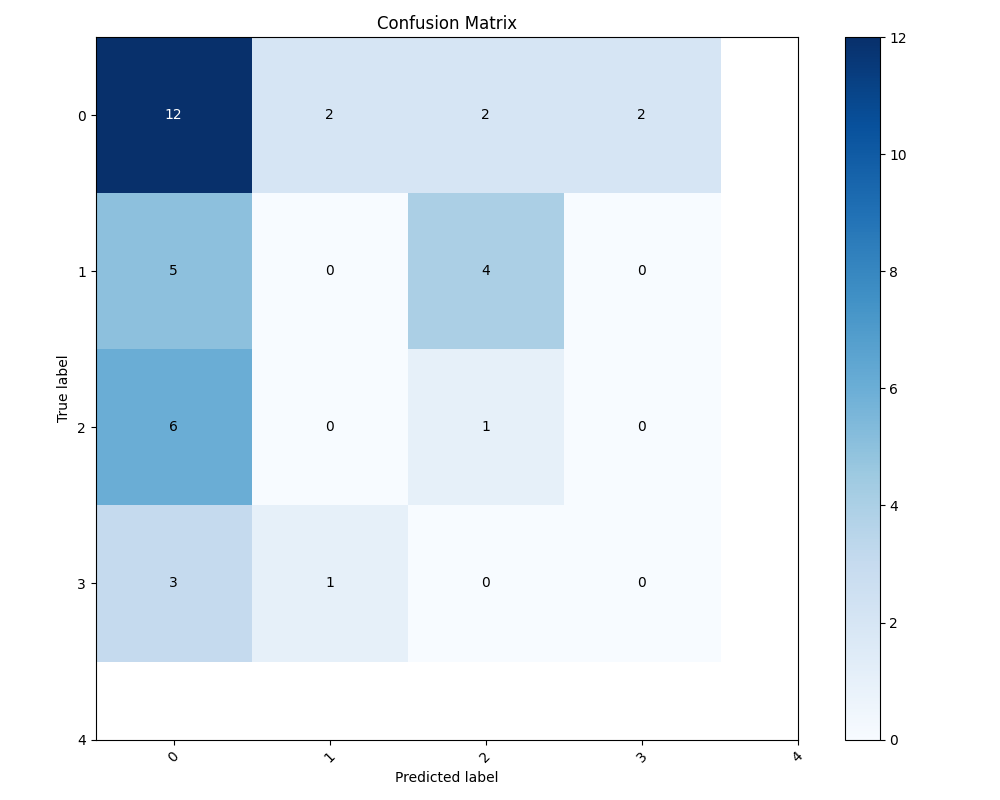 Confusion Matrix
0 12 2 2 2
1 5 0 4 0
2 6 0 1 0
3 3 1 0 0
4
0 1 2 3 4
True label
Predicted label
12
10
8
6
4
2
0